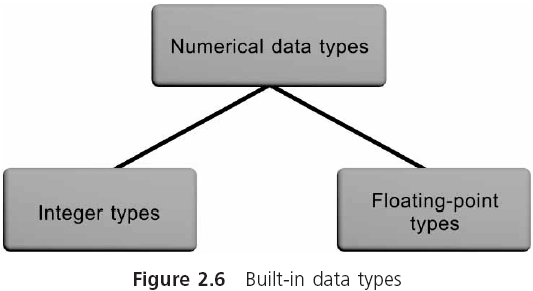 Numerical data types
Integer types
Floating-point
types
Figure 2.6 Built-in data types